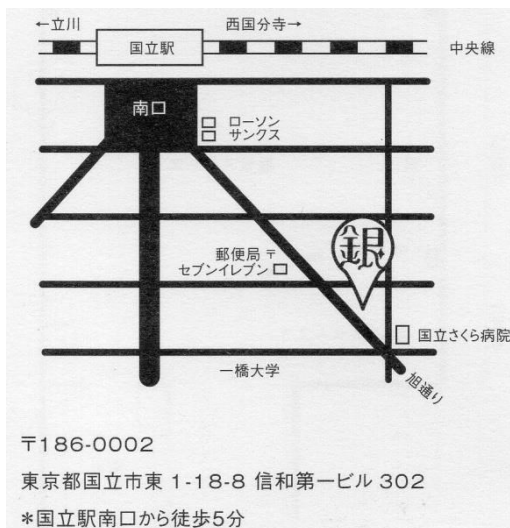 ←立川 西国分寺→
国立駅
中央線
南口
ローソン
サンクス
銀
郵便局 〒
セブンイレブン
国立さくら病院
一橋大学
旭通り
〒186-0002
東京都国立市東 1-18-8 信和第一ビル 302
*国立駅南口から徒歩5分